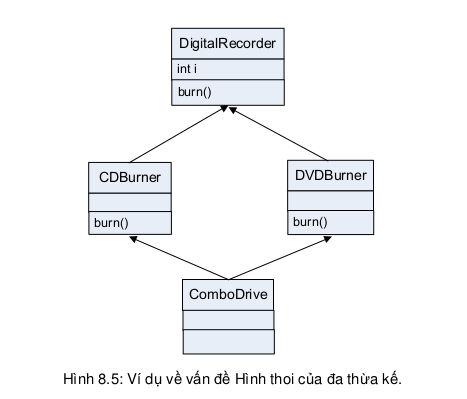 DigitalRecorder
int i
burn()
CDBurner
DVDBurner
burn()
burn()
ComboDrive
Hình 8.5: Ví dụ về vấn đề Hình thoi của đa thừa kế.